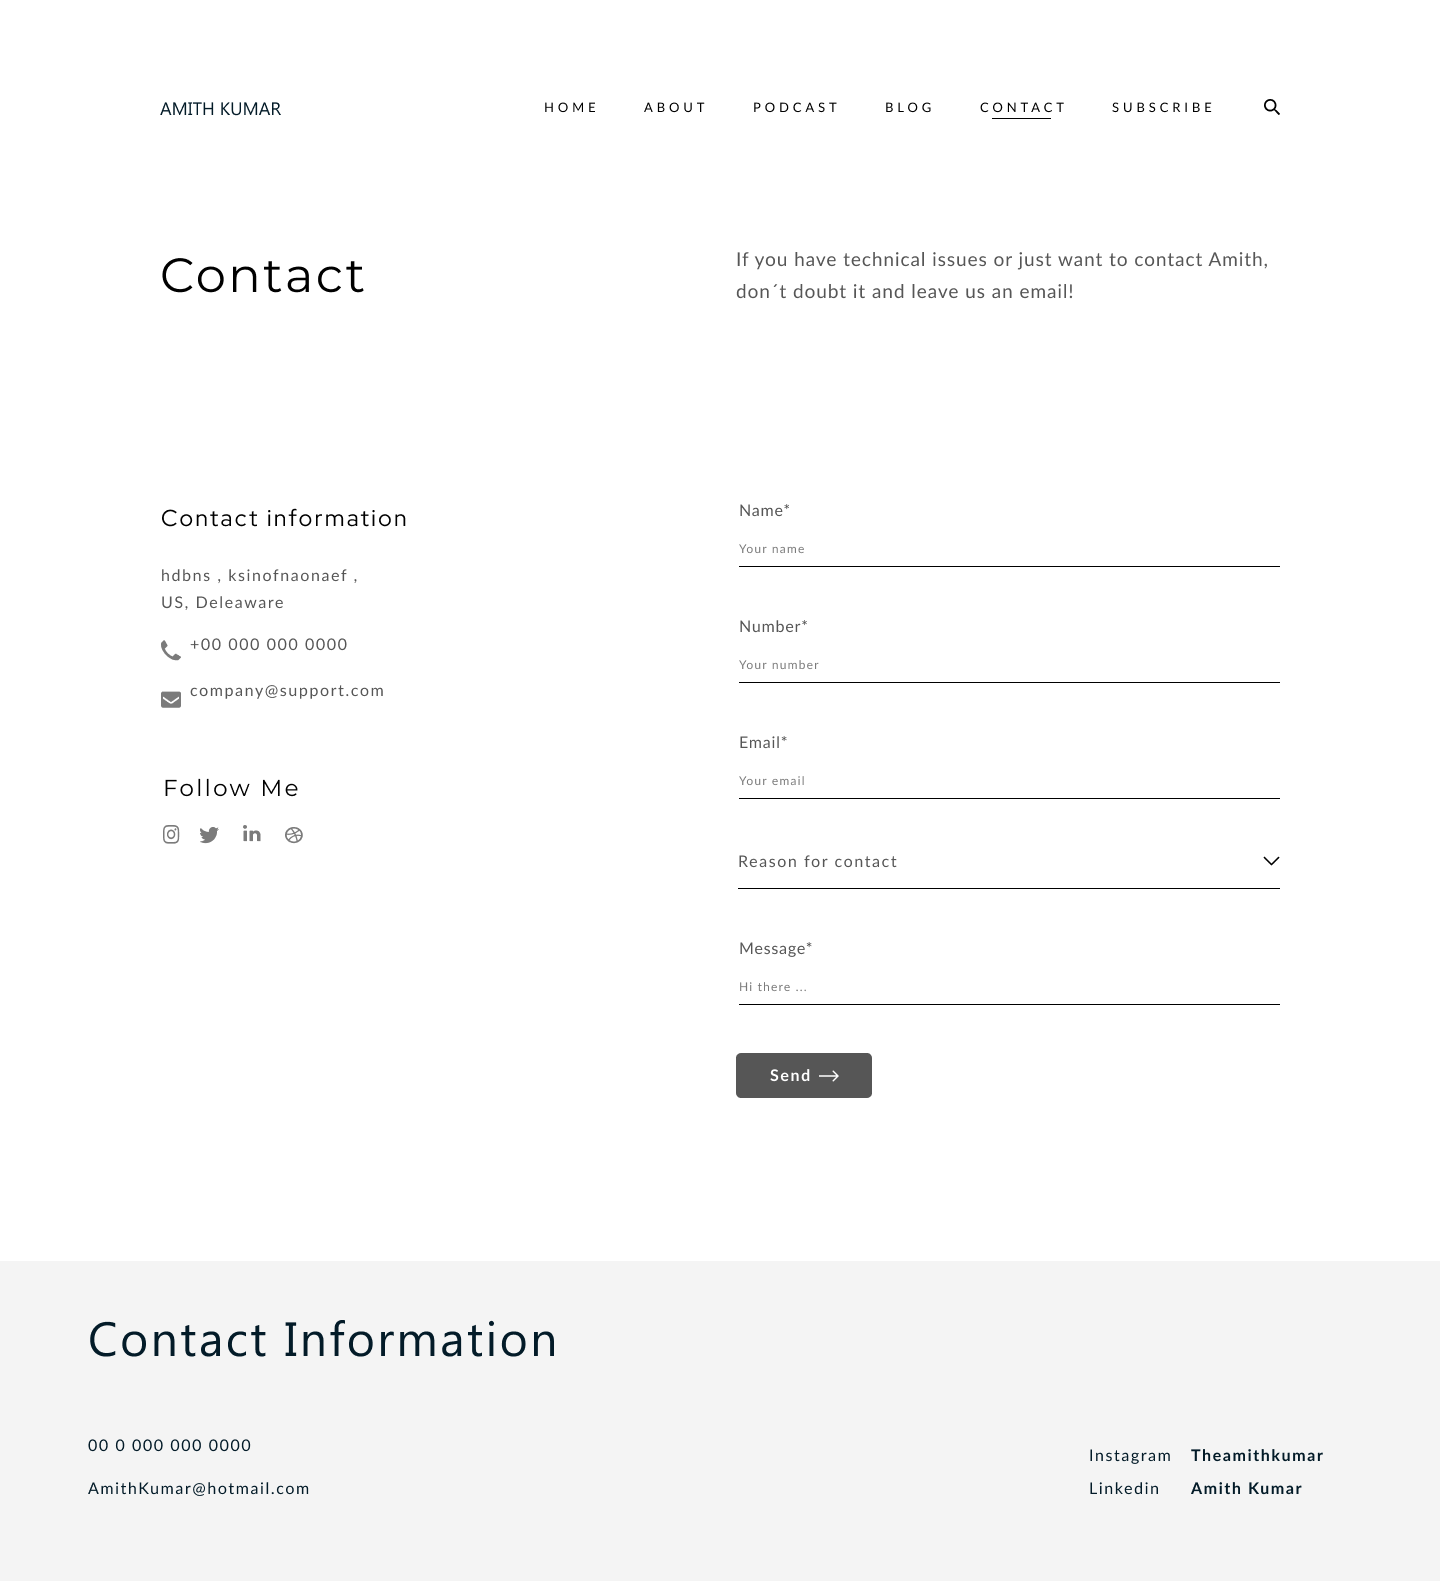 AMITH KUMAR
HOME ABOUT PODCAST BLOG CONTACT SUBSCRIBE
Contact
If you have technical issues or just want to contact Amith,
don´t doubt it and leave us an email!
Contact information
hdbns , ksinofnaonaef ,
US, Deleaware
+00 000 000 0000
company@support.com
Follow Me
Name*
Your name
Number*
Your number
Email*
Your email
Reason for contact
Message*
Hi there ...
Send
Contact Information
00 0 000 000 0000
AmithKumar@hotmail.com
Instagram Theamithkumar
Linkedin Amith Kumar